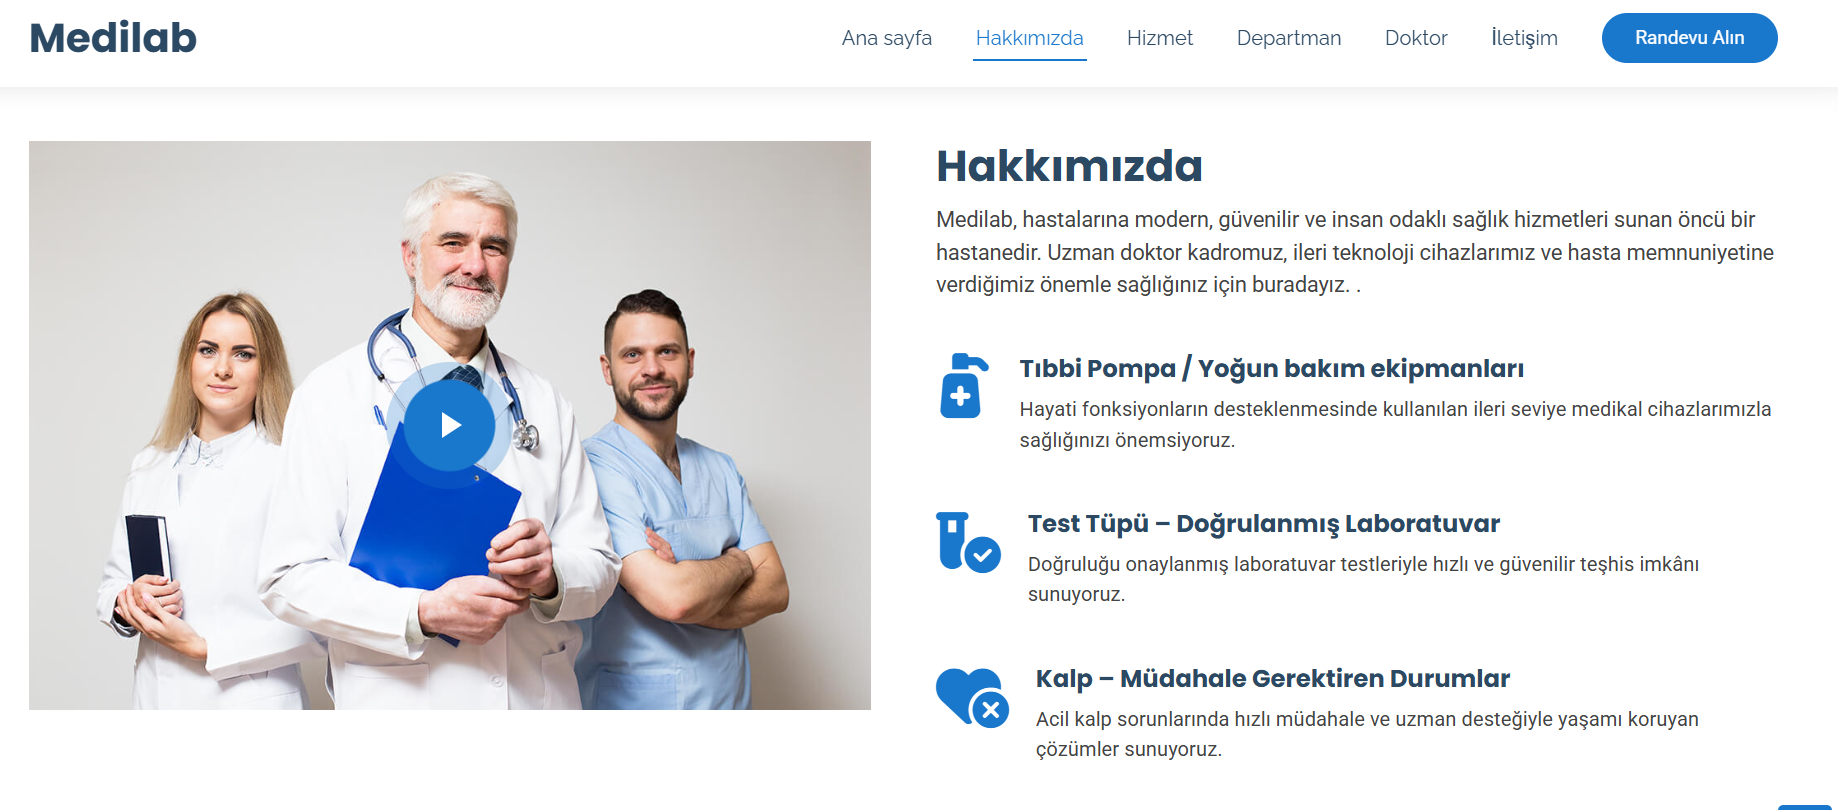 Medilab
Ana sayfa
Hakkımızda
Hizmet
Departman
Doktor
İletişim
Randevu Alın
Hakkımızda
Medilab, hastalarına modern, güvenilir ve insan odaklı sağlık hizmetleri sunan öncü bir
hastanedir. Uzman doktor kadromuz, ileri teknoloji cihazlarımız ve hasta memnuniyetine
verdiğimiz önemle sağlığınız için buradayız. .
Tıbbi Pompa / Yoğun bakım ekipmanları
Hayati fonksiyonların desteklenmesinde kullanılan ileri seviye medikal cihazlarımızla
sağlığınızı önemsiyoruz.
Test Tüpü – Doğrulanmış Laboratuvar
Doğruluğu onaylanmış laboratuvar testleriyle hızlı ve güvenilir teşhis imkânı
sunuyoruz.
Kalp – Müdahale Gerektiren Durumlar
Acil kalp sorunlarında hızlı müdahale ve uzman desteğiyle yaşamı koruyan
çözümler sunuyoruz.